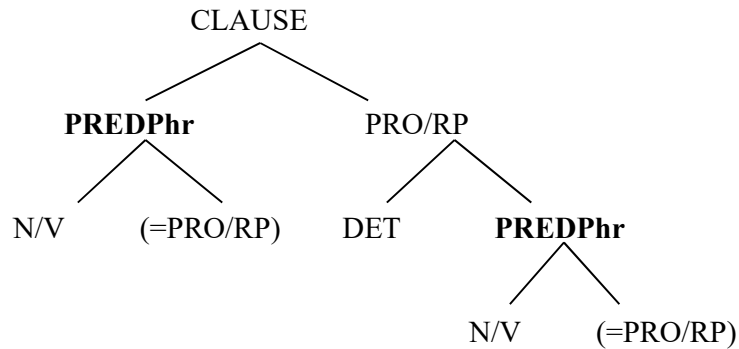 CLAUSE
PREDPhr PRO/RP
N/V (=PRO/RP) DET PREDPhr
N/V (=PRO/RP)